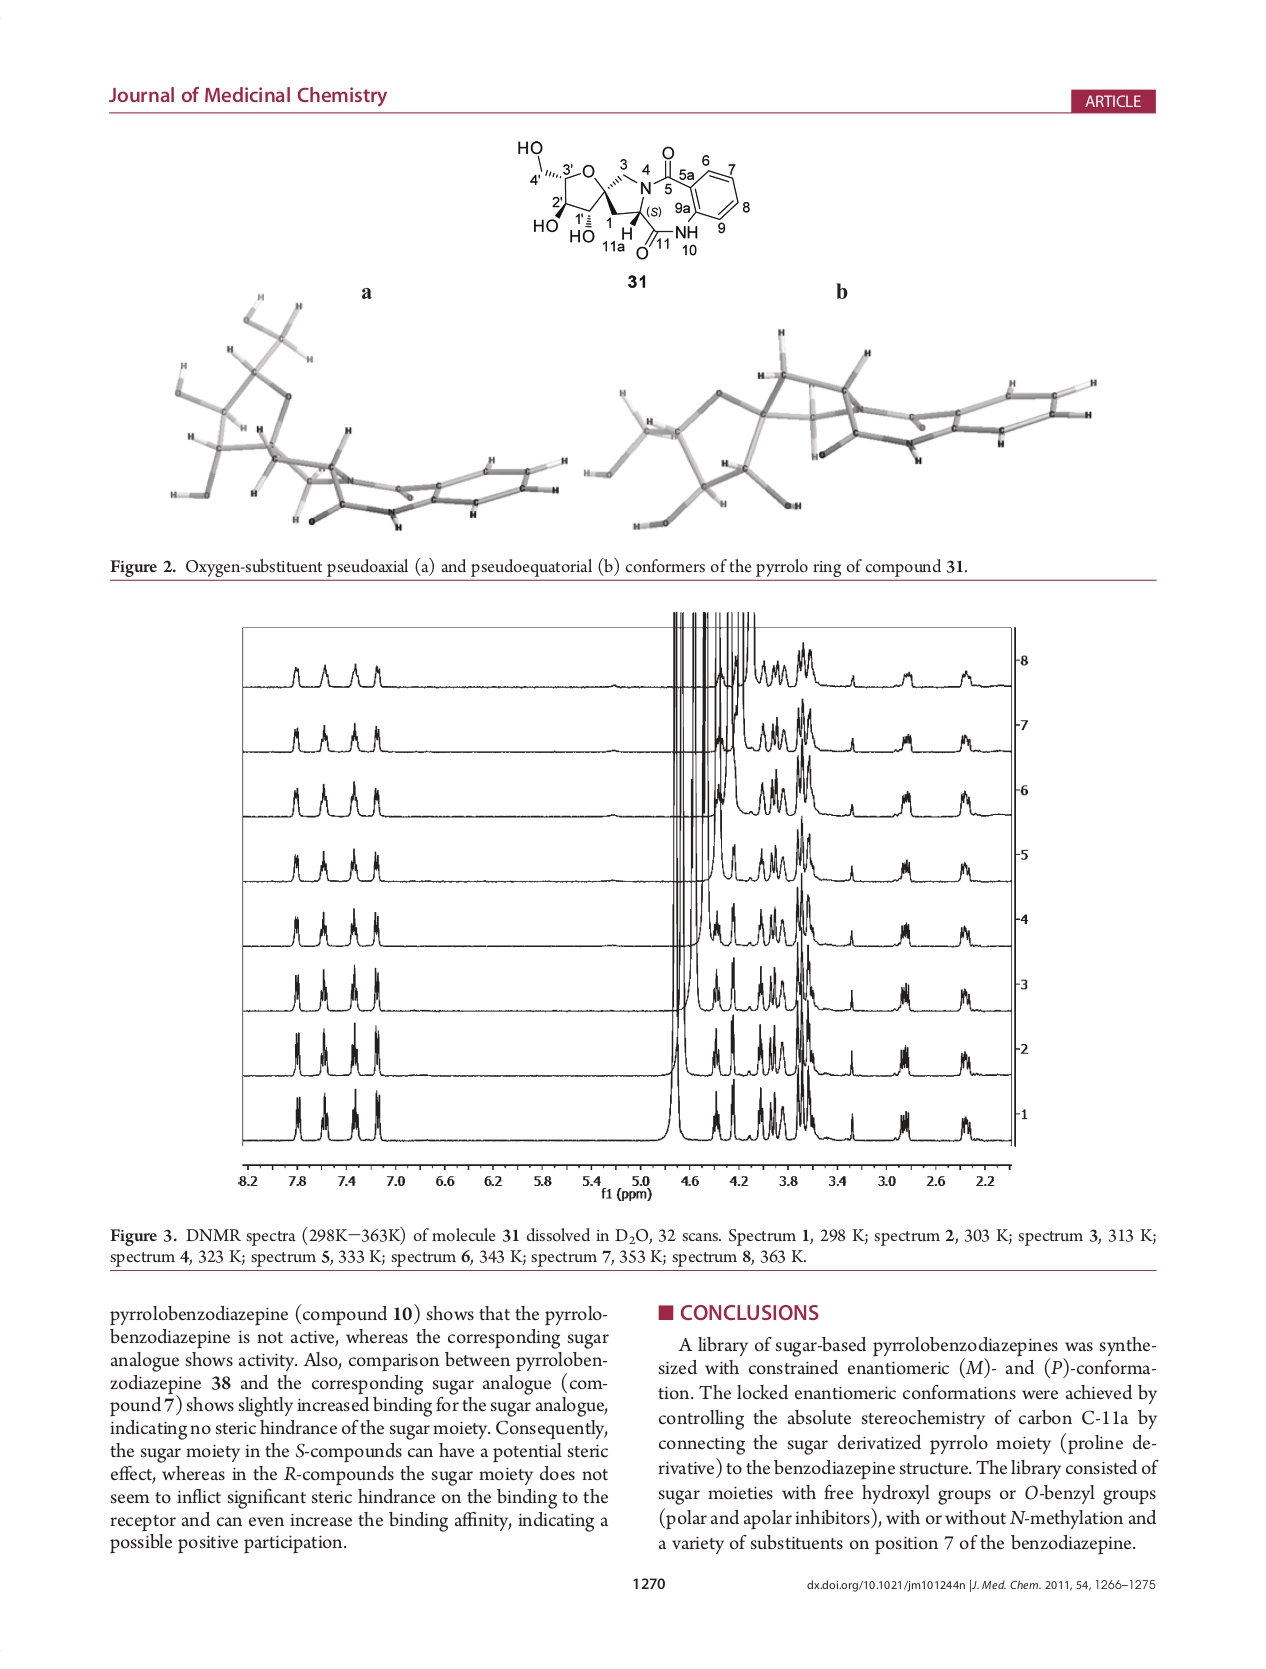 Journal of Medicinal Chemistry
ARTICLE
HO
O
3'
O
3
4
5a
6
7
4'
N
5
2'
(S)
9a
8
HO
1'
HO
1
H
NH
9
11a
O
11
10
31
a
b
Figure 2. Oxygen-substituent pseudoaxial (a) and pseudoequatorial (b) conformers of the pyrrolo ring of compound 31.
8
7
6
5
4
3
2
1
8.2 7.8 7.4 7.0 6.6 6.2 5.8 5.4 5.0 4.6 4.2 3.8 3.4 3.0 2.6 2.2
f1 (ppm)
Figure 3. DNMR spectra (298K−363K) of molecule 31 dissolved in D2O, 32 scans. Spectrum 1, 298 K; spectrum 2, 303 K; spectrum 3, 313 K;
spectrum 4, 323 K; spectrum 5, 333 K; spectrum 6, 343 K; spectrum 7, 353 K; spectrum 8, 363 K.
pyrrolobenzodiazepine (compound 10) shows that the pyrrolo-
benzodiazepine is not active, whereas the corresponding sugar
analogue shows activity. Also, comparison between pyrroloben-
zodiazepine 38 and the corresponding sugar analogue (com-
pound 7) shows slightly increased binding for the sugar analogue,
indicating no steric hindrance of the sugar moiety. Consequently,
the sugar moiety in the S-compounds can have a potential steric
effect, whereas in the R-compounds the sugar moiety does not
seem to inflict significant steric hindrance on the binding to the
receptor and can even increase the binding affinity, indicating a
possible positive participation.
■ CONCLUSIONS
A library of sugar-based pyrrolobenzodiazepines was synthe-
sized with constrained enantiomeric (M)- and (P)-conforma-
tion. The locked enantiomeric conformations were achieved by
controlling the absolute stereochemistry of carbon C-11a by
connecting the sugar derivatized pyrrolo moiety (proline de-
rivative) to the benzodiazepine structure. The library consisted of
sugar moieties with free hydroxyl groups or O-benzyl groups
(polar and apolar inhibitors), with or without N-methylation and
a variety of substituents on position 7 of the benzodiazepine.
1270
dx.doi.org/10.1021/jm101244n |J. Med. Chem. 2011, 54, 1266–1275